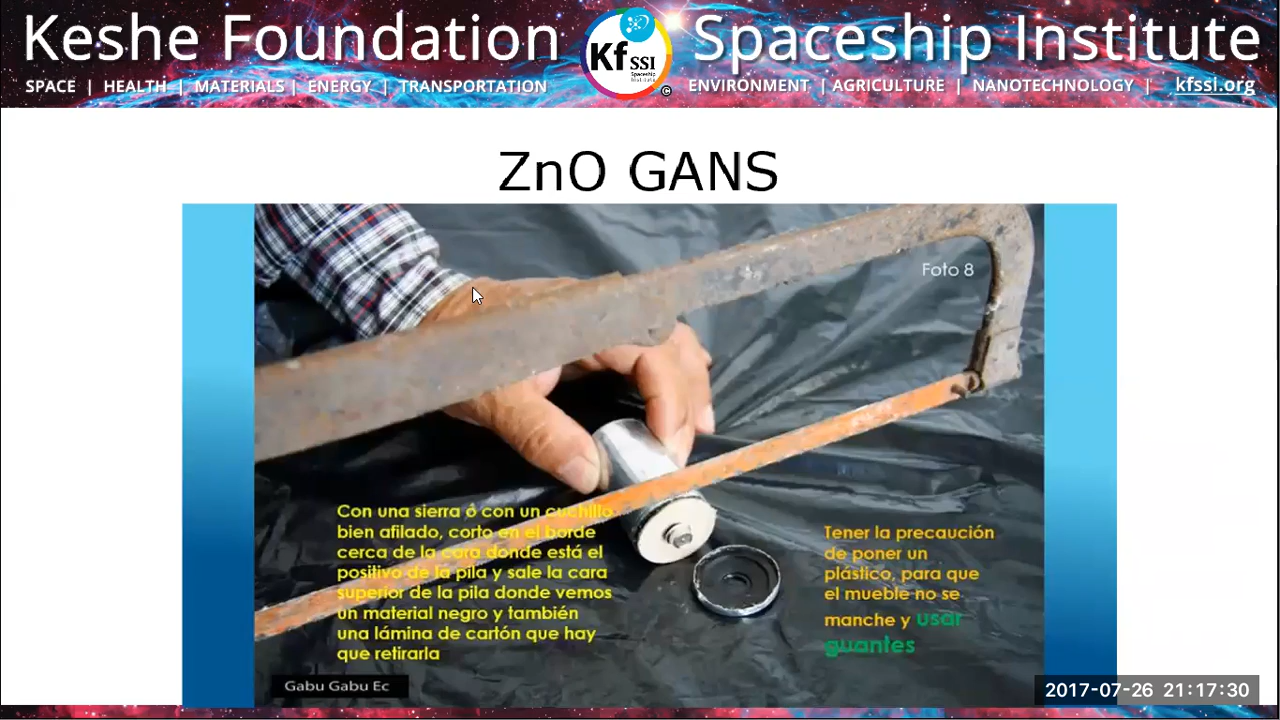 Keshe Foundation
Spaceship Institute
Kf SSI
Spaceship
Institute
©
SPACE | HEALTH | MATERIALS | ENERGY | TRANSPORTATION
ENVIRONMENT | AGRICULTURE | NANOTECHNOLOGY | kfssi.org
ZnO GANS
Foto 8
Con una sierra ó con un cuchillo
bien afilado, corto en el borde
cerca de la cara donde está el
positivo de la pila y sale la cara
superior de la pila donde vemos
un material negro y también
una lámina de cartón que hay
que retirarla
Tener la precaución
de poner un
plástico, para que
el mueble no se
manche y usar
guantes
Gabu Gabu Ec
2017-07-26 21:17:30